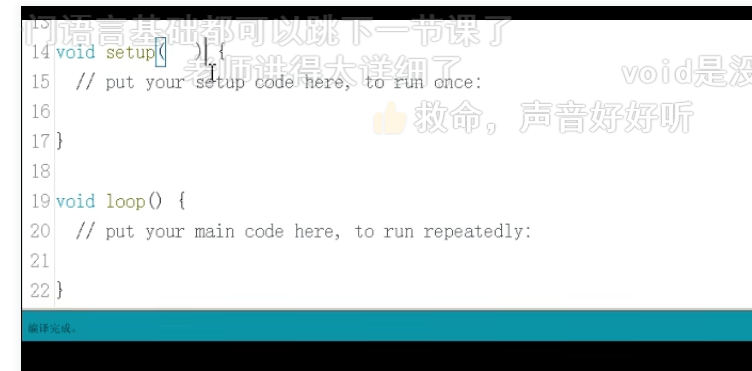 门语言基础都可以跳下一节课了
14 void setup(   ) {
老师讲得太详细了
void是没
15   // put your setup code here, to run once:
16
👍救命，声音好好听
17 }
18
19 void loop() {
20   // put your main code here, to run repeatedly:
21
22 }
编译完成。